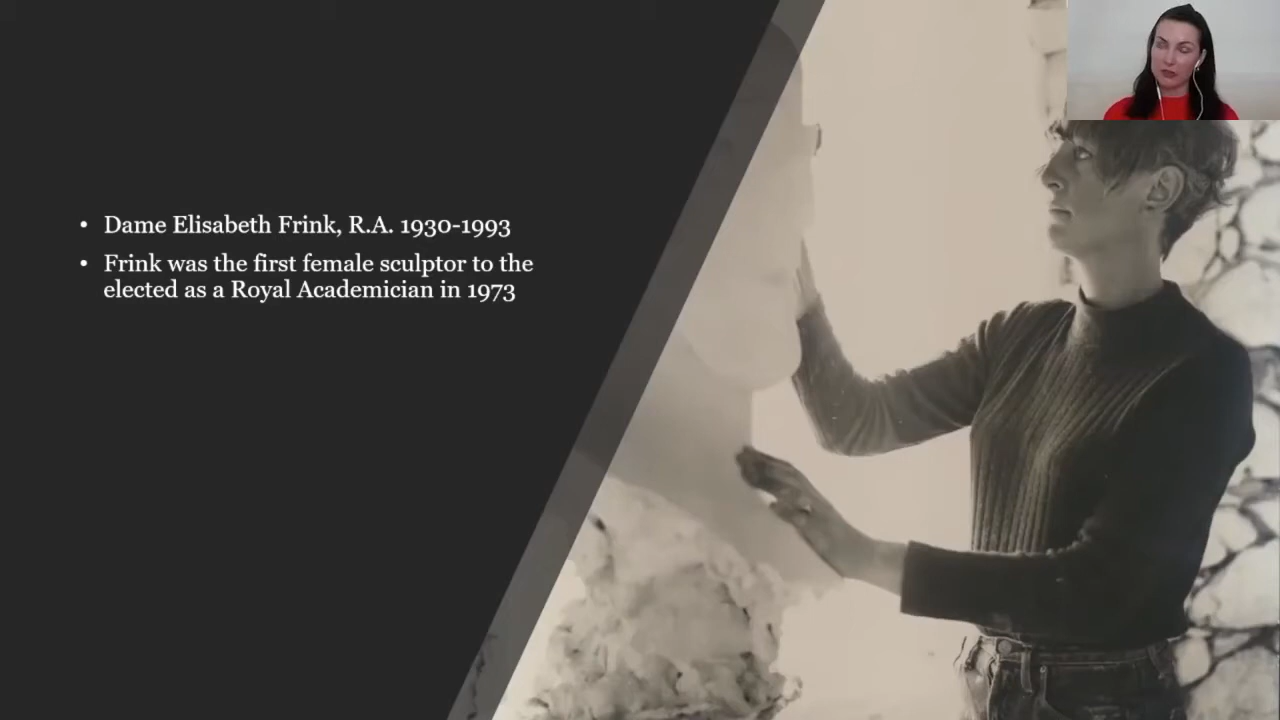 • Dame Elisabeth Frink, R.A. 1930-1993
• Frink was the first female sculptor to the
elected as a Royal Academician in 1973